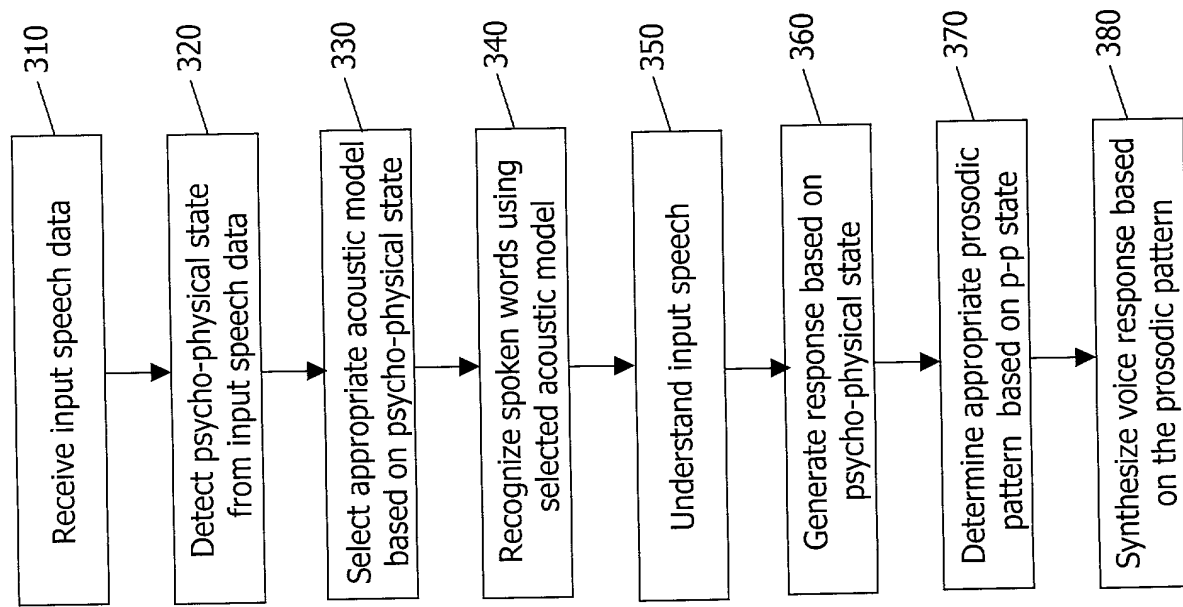 Receive input speech data
310
Detect psycho-physical state
from input speech data
320
Select appropriate acoustic model
based on psycho-physical state
330
Recognize spoken words using
selected acoustic model
340
Understand input speech
350
Generate response based on
psycho-physical state
360
Determine appropriate prosodic
pattern based on p-p state
370
Synthesize voice response based
on the prosodic pattern
380